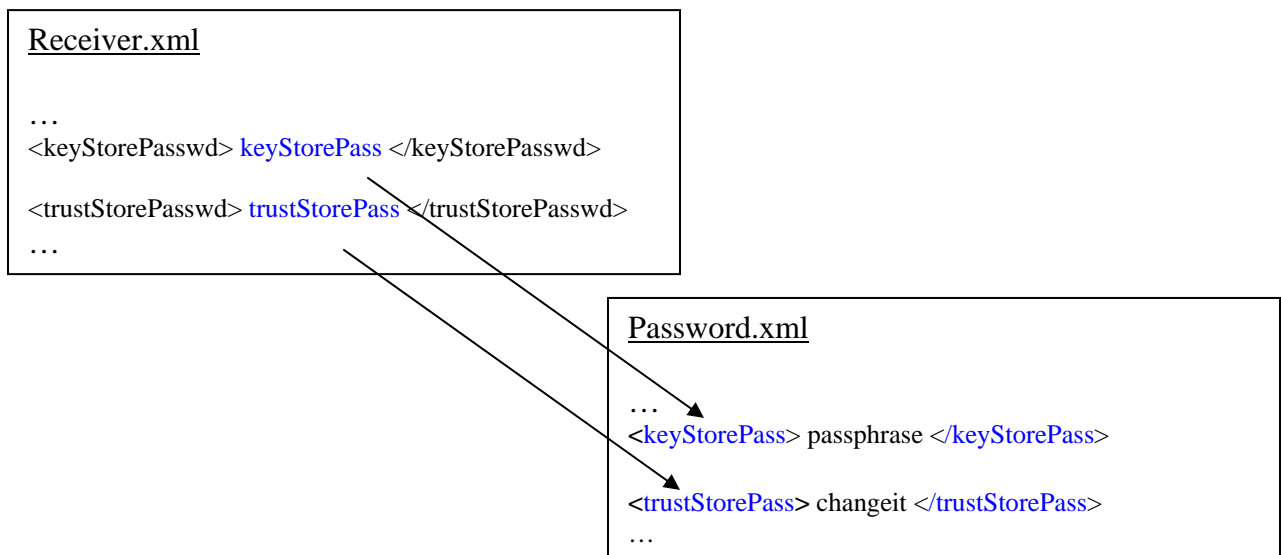 Receiver.xml
…
<keyStorePasswd> keyStorePass </keyStorePasswd>
<trustStorePasswd> trustStorePass </trustStorePasswd>
…
Password.xml
…
<keyStorePass> passphrase </keyStorePass>
<trustStorePass> changeit </trustStorePass>
…